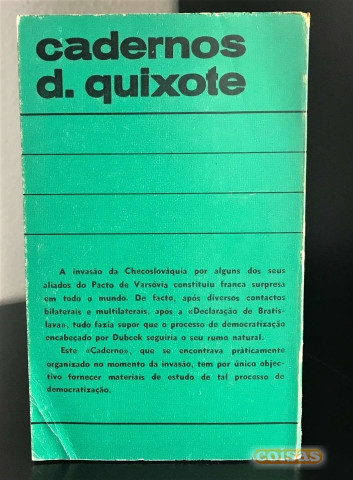 cadernos
d. quixote
A invasão da Checoslováquia por alguns dos seus
aliados do Pacto de Varsóvia constituiu franca surpresa
em todo o mundo. De facto, após diversos contactos
bilaterais e multilaterais, após a «Declaração de Bratis-
lava», tudo fazia supor que o processo de democratização
encabeçado por Dubcek seguiria o seu rumo natural.
Este «Caderno», que se encontrava pràticamente
organizado no momento da invasão, tem por único objec-
tivo fornecer materiais de estudo de tal processo de
democratização.
coisas